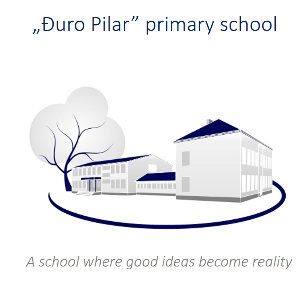 „Đuro Pilar” primary school
A school where good ideas become reality